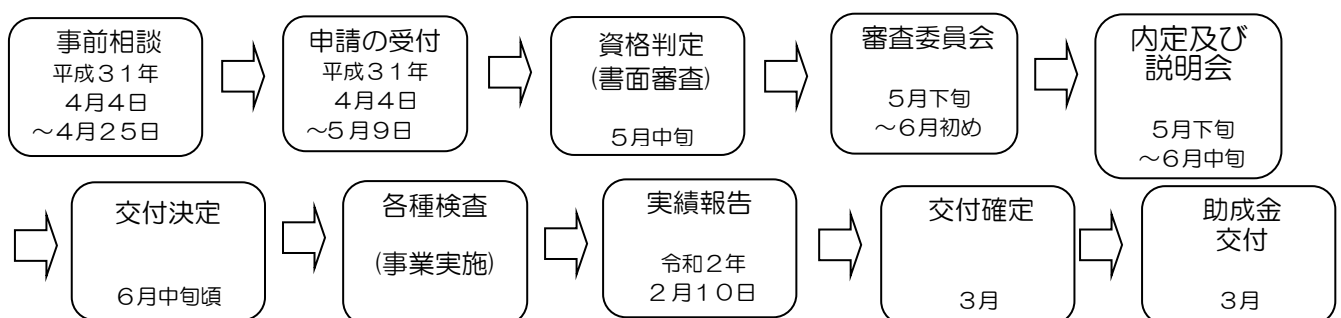 事前相談
平成３１年
４月４日
～４月２５日
申請の受付
平成３１年
４月４日
～５月９日
資格判定
(書面審査)
５月中旬
審査委員会
５月下旬
～６月初め
内定及び
説明会
５月下旬
～６月中旬
交付決定
６月中旬頃
各種検査
(事業実施)
実績報告
令和２年
２月１０日
交付確定
３月
助成金
交付
３月